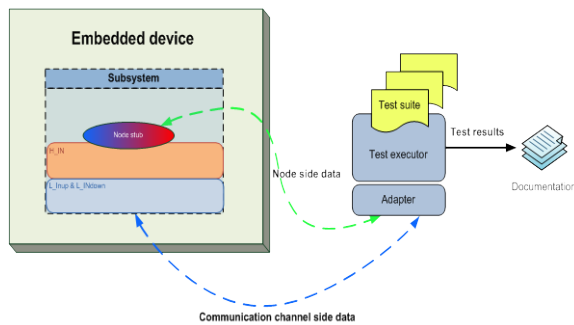 Embedded device
Subsystem
Node stub
H_IN
L_INup & L_INdown
Test suite
Test executor
Test results
Node side data
Adapter
Documentation
Communication channel side data